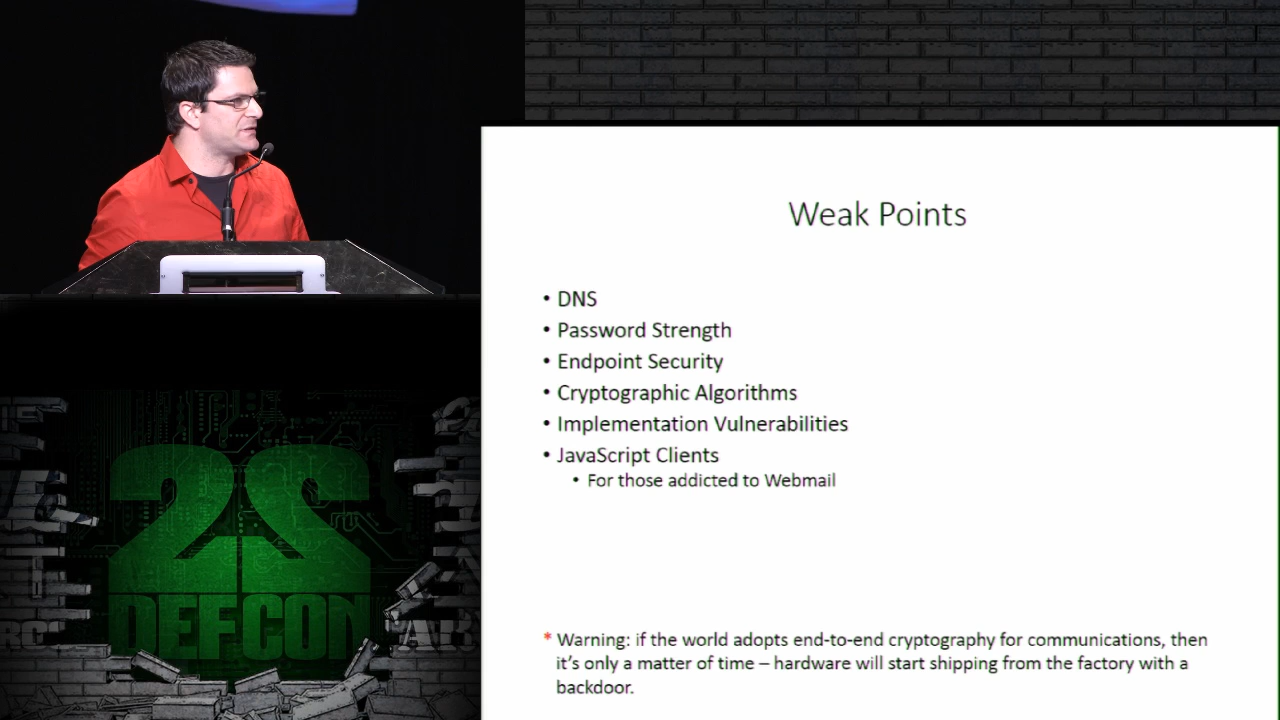 Weak Points
• DNS
• Password Strength
• Endpoint Security
• Cryptographic Algorithms
• Implementation Vulnerabilities
• JavaScript Clients
• For those addicted to Webmail
* Warning: if the world adopts end-to-end cryptography for communications, then
it's only a matter of time – hardware will start shipping from the factory with a
backdoor.
22
DEFCON